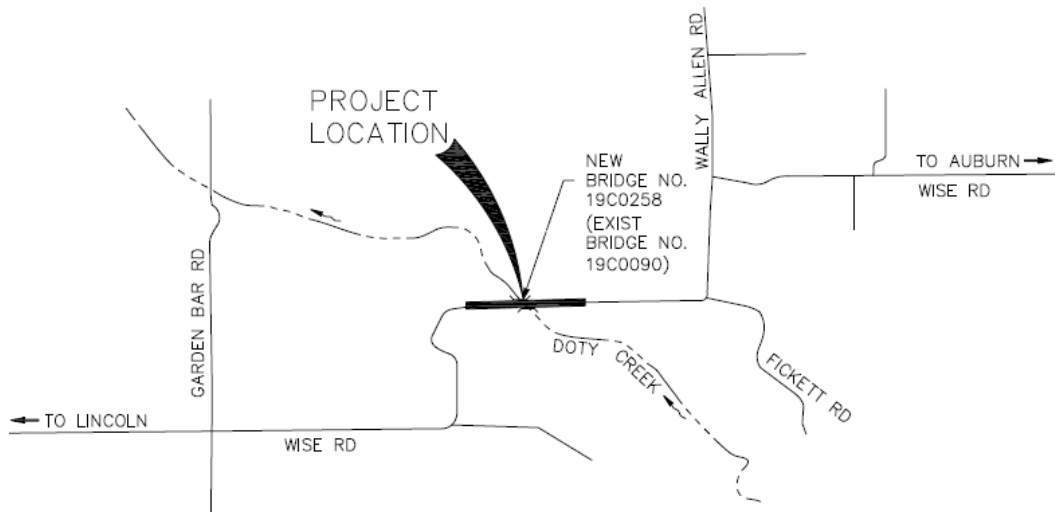 PROJECT
LOCATION
WALLY ALLEN RD
NEW
BRIDGE NO.
19C0258
(EXIST
BRIDGE NO.
19C0090)
TO AUBURN
WISE RD
GARDEN BAR RD
DOTY CREEK
FICKETT RD
TO LINCOLN
WISE RD